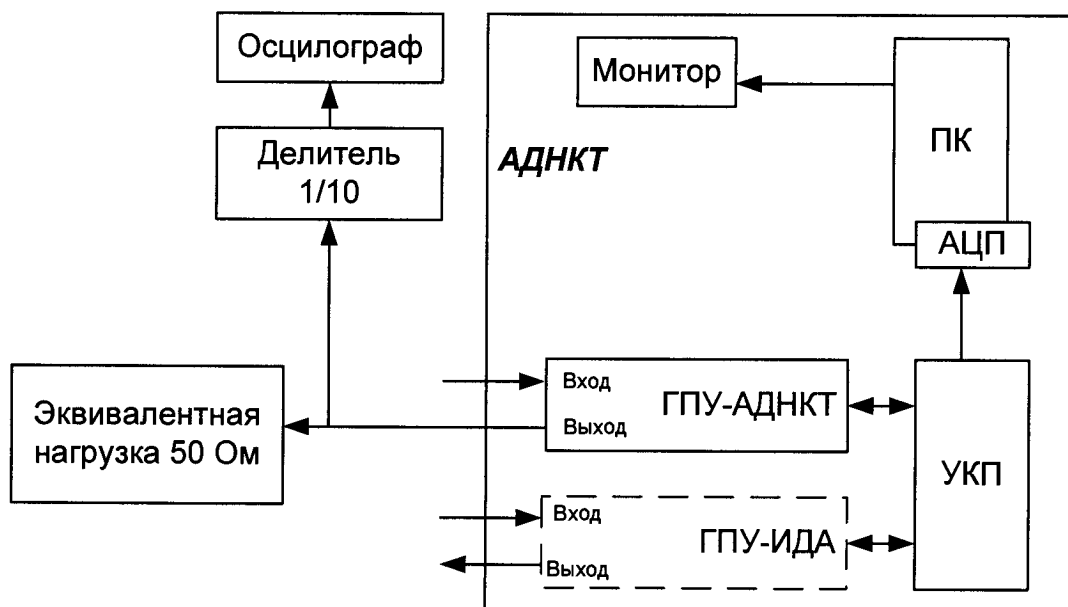 Осцилограф
Делитель
1/10
Эквивалентная
нагрузка 50 Ом
АДНКТ
Монитор
ПК
АЦП
Вход
ГПУ-АДНКТ
Выход
УКП
Вход
ГПУ-ИДА
Выход